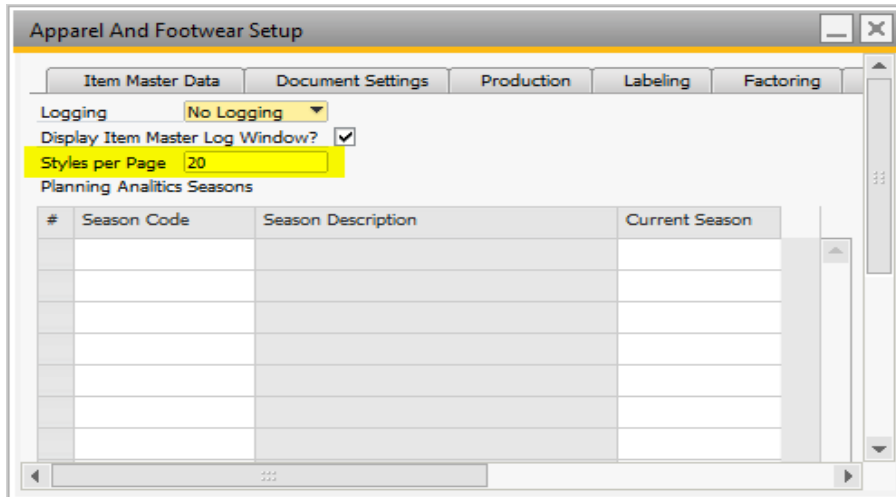 Apparel And Footwear Setup
Item Master Data Document Settings Production Labeling Factoring
Logging No Logging
Display Item Master Log Window?
Styles per Page 20
Planning Analitics Seasons
# Season Code Season Description Current Season